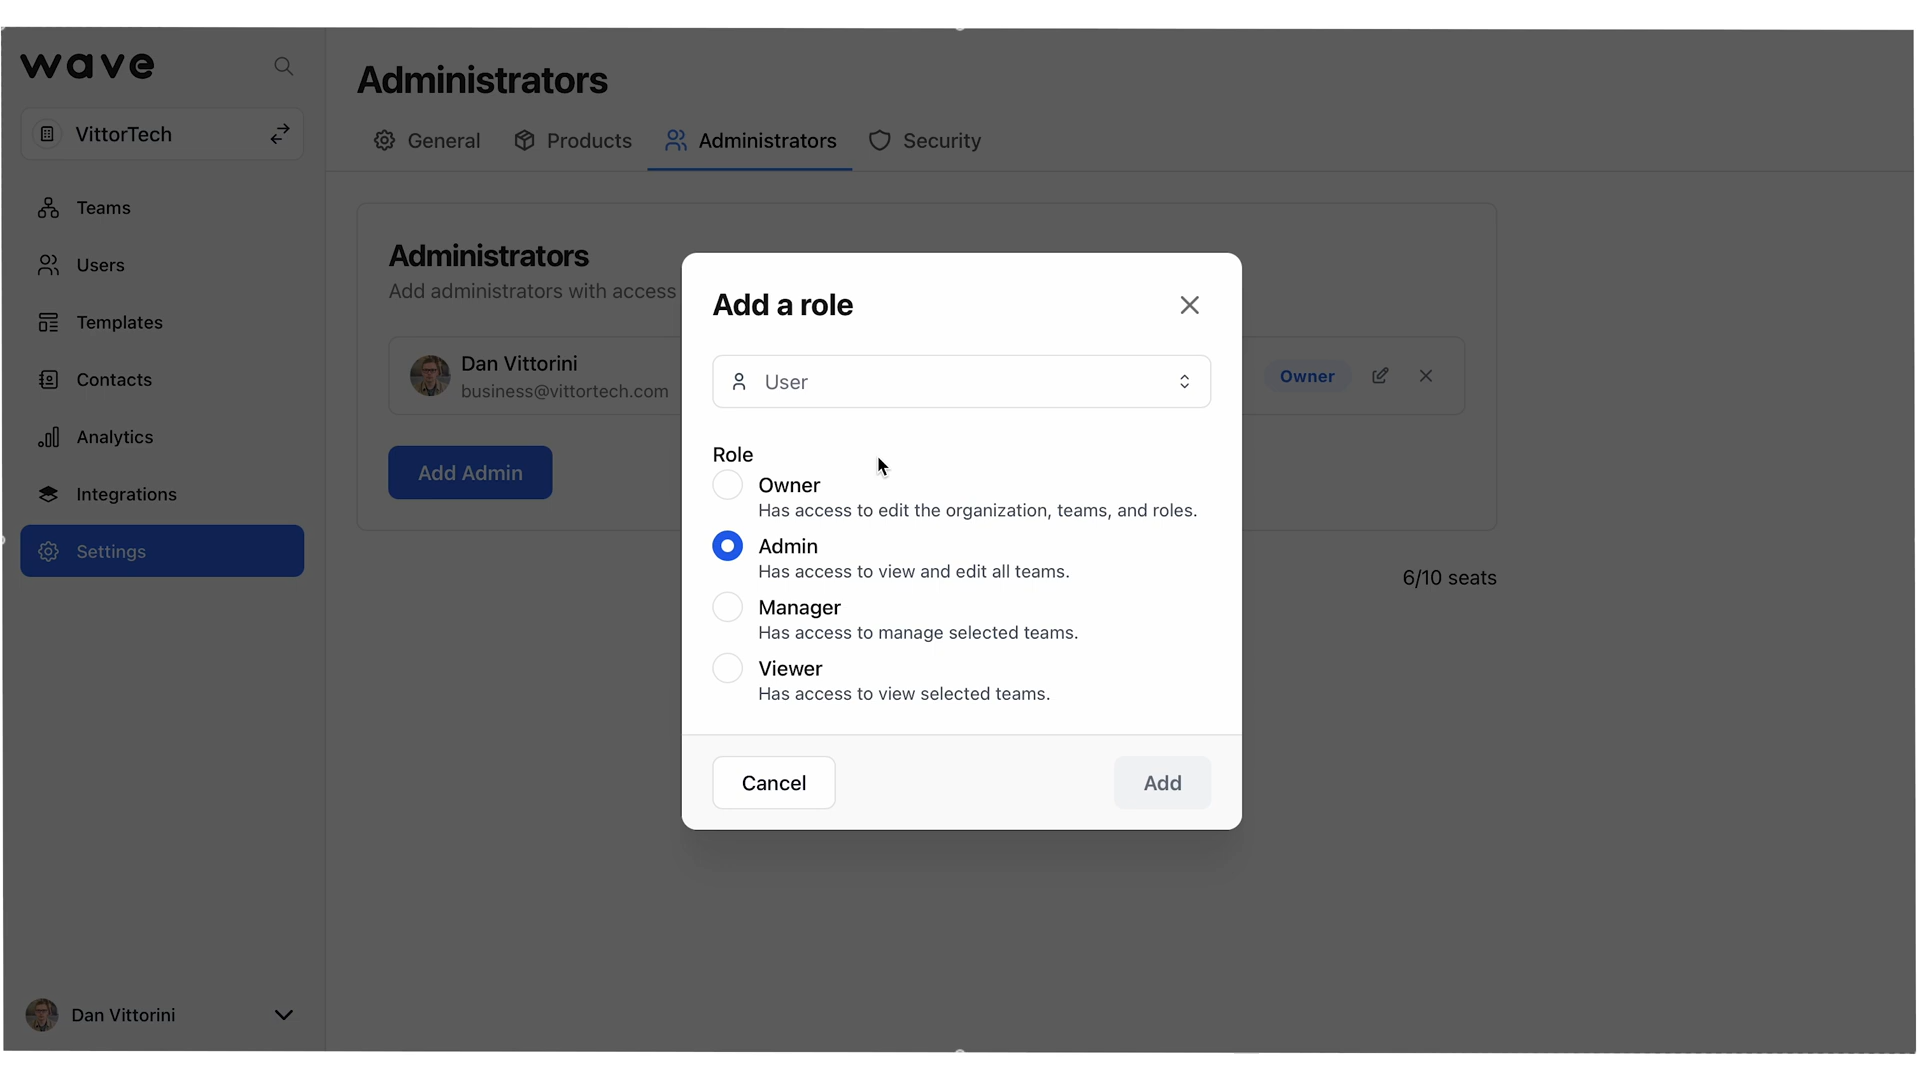 wave
VittorTech
Teams
Users
Templates
Contacts
Analytics
Integrations
Settings
Dan Vittorini
Administrators
General
Products
Administrators
Security
Administrators
Add administrators with access
Dan Vittorini
business@vittortech.com
Owner
Add Admin
6/10 seats
Add a role
User
Role
Owner
Has access to edit the organization, teams, and roles.
Admin
Has access to view and edit all teams.
Manager
Has access to manage selected teams.
Viewer
Has access to view selected teams.
Cancel
Add